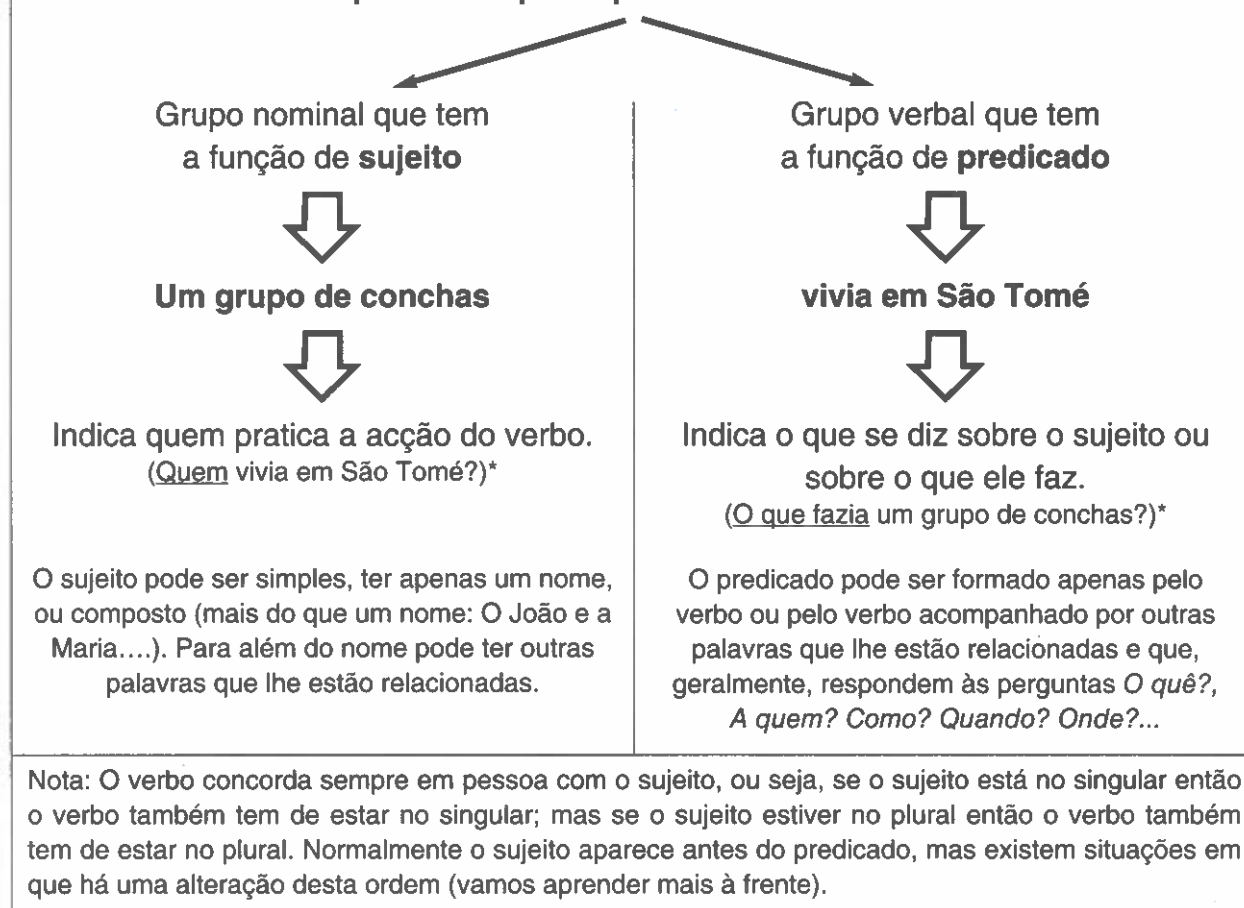 Grupo nominal que tem
a função de sujeito
Um grupo de conchas
Indica quem pratica a acção do verbo.
(Quem vivia em São Tomé?)*
O sujeito pode ser simples, ter apenas um nome,
ou composto (mais do que um nome: O João e a
Maria....). Para além do nome pode ter outras
palavras que lhe estão relacionadas.
Grupo verbal que tem
a função de predicado
vivia em São Tomé
Indica o que se diz sobre o sujeito ou
sobre o que ele faz.
(O que fazia um grupo de conchas?)*
O predicado pode ser formado apenas pelo
verbo ou pelo verbo acompanhado por outras
palavras que lhe estão relacionadas e que,
geralmente, respondem às perguntas O quê?,
A quem? Como? Quando? Onde?...
Nota: O verbo concorda sempre em pessoa com o sujeito, ou seja, se o sujeito está no singular então
o verbo também tem de estar no singular; mas se o sujeito estiver no plural então o verbo também
tem de estar no plural. Normalmente o sujeito aparece antes do predicado, mas existem situações em
que há uma alteração desta ordem (vamos aprender mais à frente).